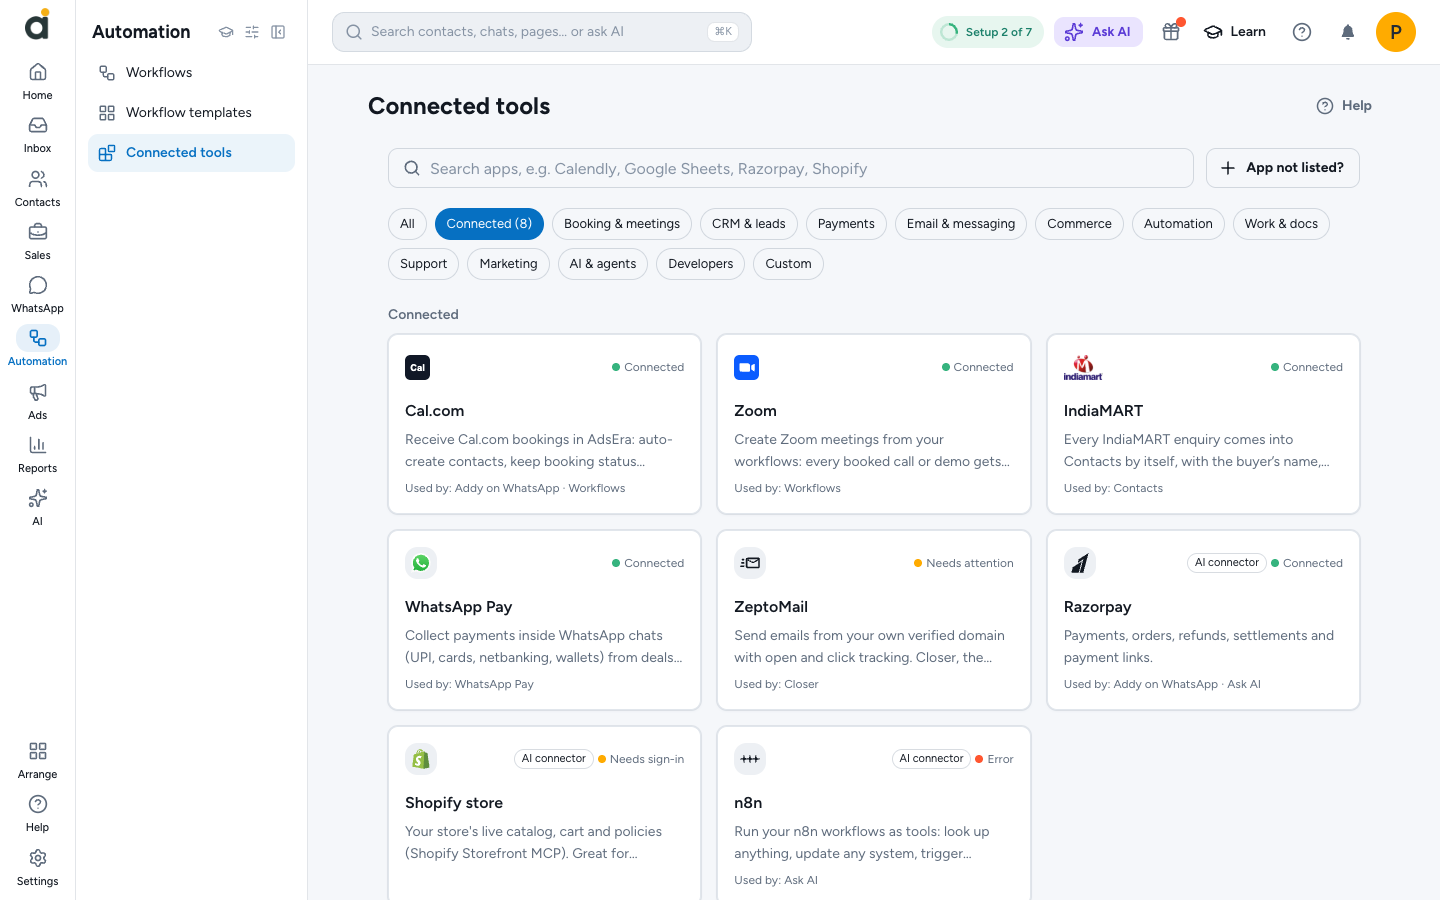 Automation
Search contacts, chats, pages... or ask AI
⌘K
Setup 2 of 7
Ask AI
Learn
P
Home
Inbox
Contacts
Sales
WhatsApp
Automation
Ads
Reports
AI
Arrange
Help
Settings
Workflows
Workflow templates
Connected tools
Connected tools
Help
Search apps, e.g. Calendly, Google Sheets, Razorpay, Shopify
App not listed?
All
Connected (8)
Booking & meetings
CRM & leads
Payments
Email & messaging
Commerce
Automation
Work & docs
Support
Marketing
AI & agents
Developers
Custom
Connected
Cal
Connected
Cal.com
Receive Cal.com bookings in AdsEra: auto-
create contacts, keep booking status...
Used by: Addy on WhatsApp · Workflows
Connected
Zoom
Create Zoom meetings from your
workflows: every booked call or demo gets...
Used by: Workflows
indiamart
Connected
IndiaMART
Every IndiaMART enquiry comes into
Contacts by itself, with the buyer's name,...
Used by: Contacts
Connected
WhatsApp Pay
Collect payments inside WhatsApp chats
(UPI, cards, netbanking, wallets) from deals...
Used by: WhatsApp Pay
Needs attention
ZeptoMail
Send emails from your own verified domain
with open and click tracking. Closer, the...
Used by: Closer
AI connector
Connected
Razorpay
Payments, orders, refunds, settlements and
payment links.
Used by: Addy on WhatsApp · Ask AI
AI connector
Needs sign-in
Shopify store
Your store's live catalog, cart and policies
(Shopify Storefront MCP). Great for...
AI connector
Error
n8n
Run your n8n workflows as tools: look up
anything, update any system, trigger...
Used by: Ask AI